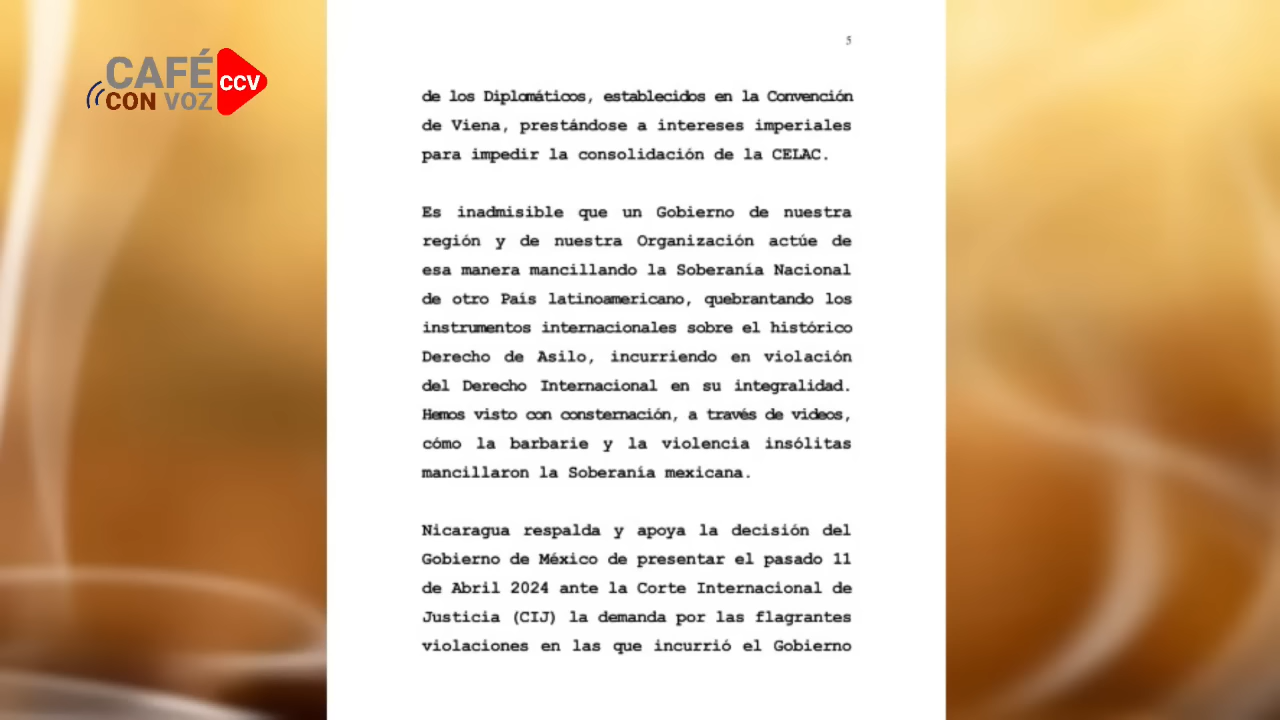 CAFÉ
CON VOZ
CCV
5
de los Diplomáticos, establecidos en la Convención
de Viena, prestándose a intereses imperiales
para impedir la consolidación de la CELAC.
Es inadmisible que un Gobierno de nuestra
región y de nuestra Organización actúe de
esa manera mancillando la Soberanía Nacional
de otro País latinoamericano, quebrantando los
instrumentos internacionales sobre el histórico
Derecho de Asilo, incurriendo en violación
del Derecho Internacional en su integralidad.
Hemos visto con consternación, a través de videos,
cómo la barbarie y la violencia insólitas
mancillaron la Soberanía mexicana.
Nicaragua respalda y apoya la decisión del
Gobierno de México de presentar el pasado 11
de Abril 2024 ante la Corte Internacional de
Justicia (CIJ) la demanda por las flagrantes
violaciones en las que incurrió el Gobierno